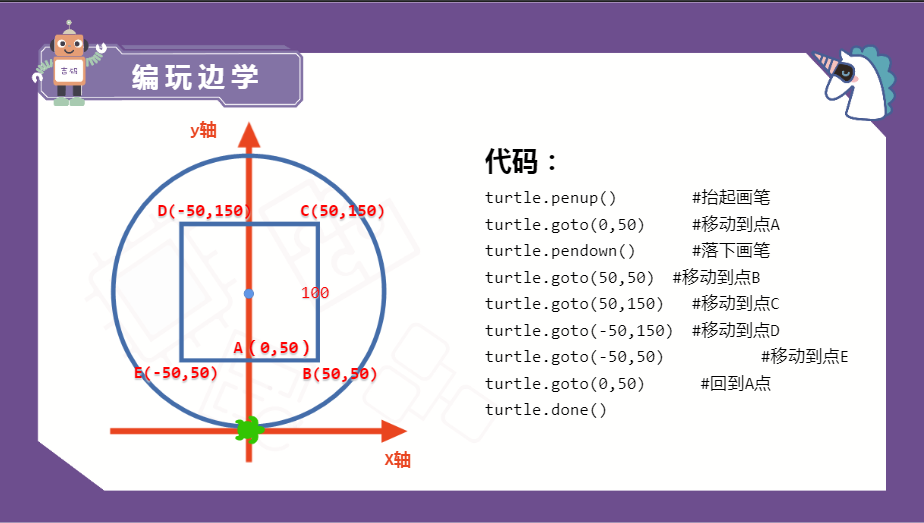 吉码
编玩边学
y轴
D(-50,150)
C(50,150)
100
A(0,50)
E(-50,50)
B(50,50)
X轴
代码：
turtle.penup() #抬起画笔
turtle.goto(0,50) #移动到点A
turtle.pendown() #落下画笔
turtle.goto(50,50) #移动到点B
turtle.goto(50,150) #移动到点C
turtle.goto(-50,150) #移动到点D
turtle.goto(-50,50) #移动到点E
turtle.goto(0,50) #回到A点
turtle.done()